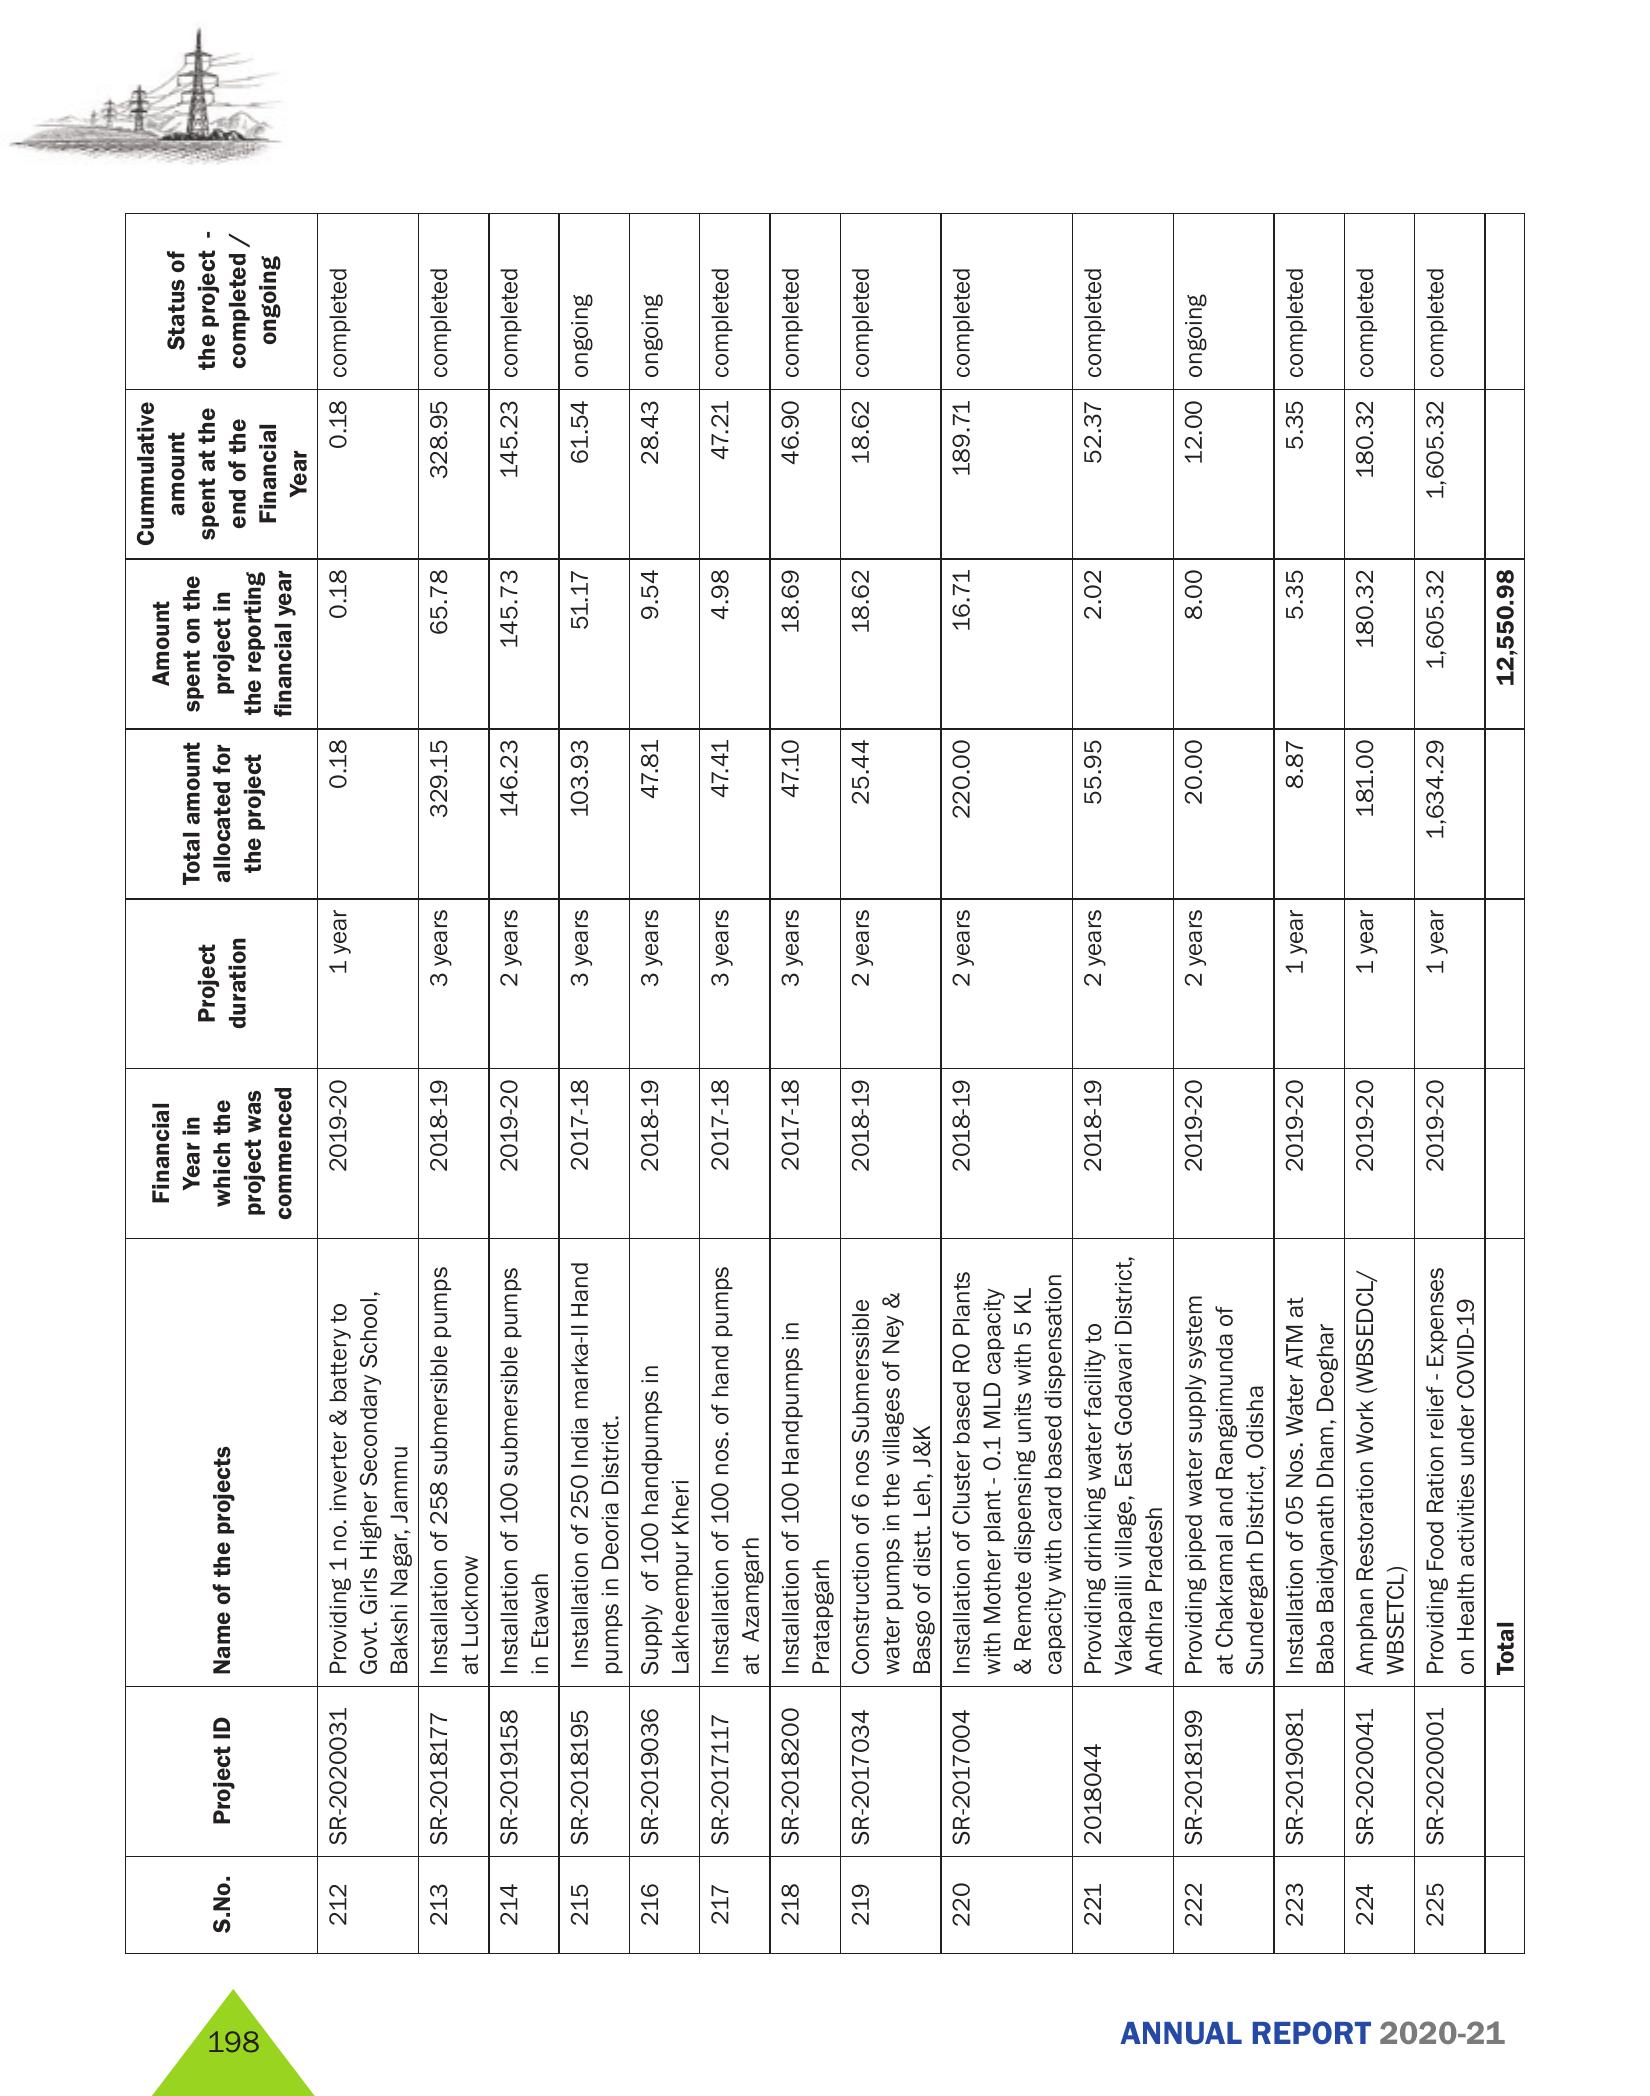 S.No. Project ID Name of the projects Financial Year in which the project was commenced Project duration Total amount allocated for the project Amount spent on the project in the reporting financial year Cummulative amount spent at the end of the Financial Year Status of the project - completed / ongoing
212 SR-2020031 Providing 1 no. inverter & battery to 2019-20 1 year 0.18 0.18 0.18 completed
Govt. Girls Higher Secondary School,
Bakshi Nagar, Jammu
213 SR-2018177 Installation of 258 submersible pumps 2018-19 3 years 329.15 65.78 328.95 completed
at Lucknow
214 SR-2019158 Installation of 100 submersible pumps 2019-20 2 years 146.23 145.73 145.23 completed
in Etawah
215 SR-2018195 Installation of 250 India marka-II Hand 2017-18 3 years 103.93 51.17 61.54 ongoing
pumps in Deoria District.
216 SR-2019036 Supply of 100 handpumps in 2018-19 3 years 47.81 9.54 28.43 ongoing
Lakheempur Kheri
217 SR-2017117 Installation of 100 nos. of hand pumps 2017-18 3 years 47.41 4.98 47.21 completed
at Azamgarh
218 SR-2018200 Installation of 100 Handpumps in 2017-18 3 years 47.10 18.69 46.90 completed
Pratapgarh
219 SR-2017034 Construction of 6 nos Submerssible 2018-19 2 years 25.44 18.62 18.62 completed
water pumps in the villages of Ney &
Basgo of distt. Leh, J&K
220 SR-2017004 Installation of Cluster based RO Plants 2018-19 2 years 220.00 16.71 189.71 completed
with Mother plant - 0.1 MLD capacity
& Remote dispensing units with 5 KL
capacity with card based dispensation
221 2018044 Providing drinking water facility to 2018-19 2 years 55.95 2.02 52.37 completed
Vakapailli village, East Godavari District,
Andhra Pradesh
222 SR-2018199 Providing piped water supply system 2019-20 2 years 20.00 8.00 12.00 ongoing
at Chakramal and Rangaimunda of
Sundergarh District, Odisha
223 SR-2019081 Installation of 05 Nos. Water ATM at 2019-20 1 year 8.87 5.35 5.35 completed
Baba Baidyanath Dham, Deoghar
224 SR-2020041 Amphan Restoration Work (WBSEDCL/ 2019-20 1 year 181.00 180.32 180.32 completed
WBSETCL)
225 SR-2020001 Providing Food Ration relief - Expenses 2019-20 1 year 1,634.29 1,605.32 1,605.32 completed
on Health activities under COVID-19
Total 12,550.98
198
ANNUAL REPORT 2020-21